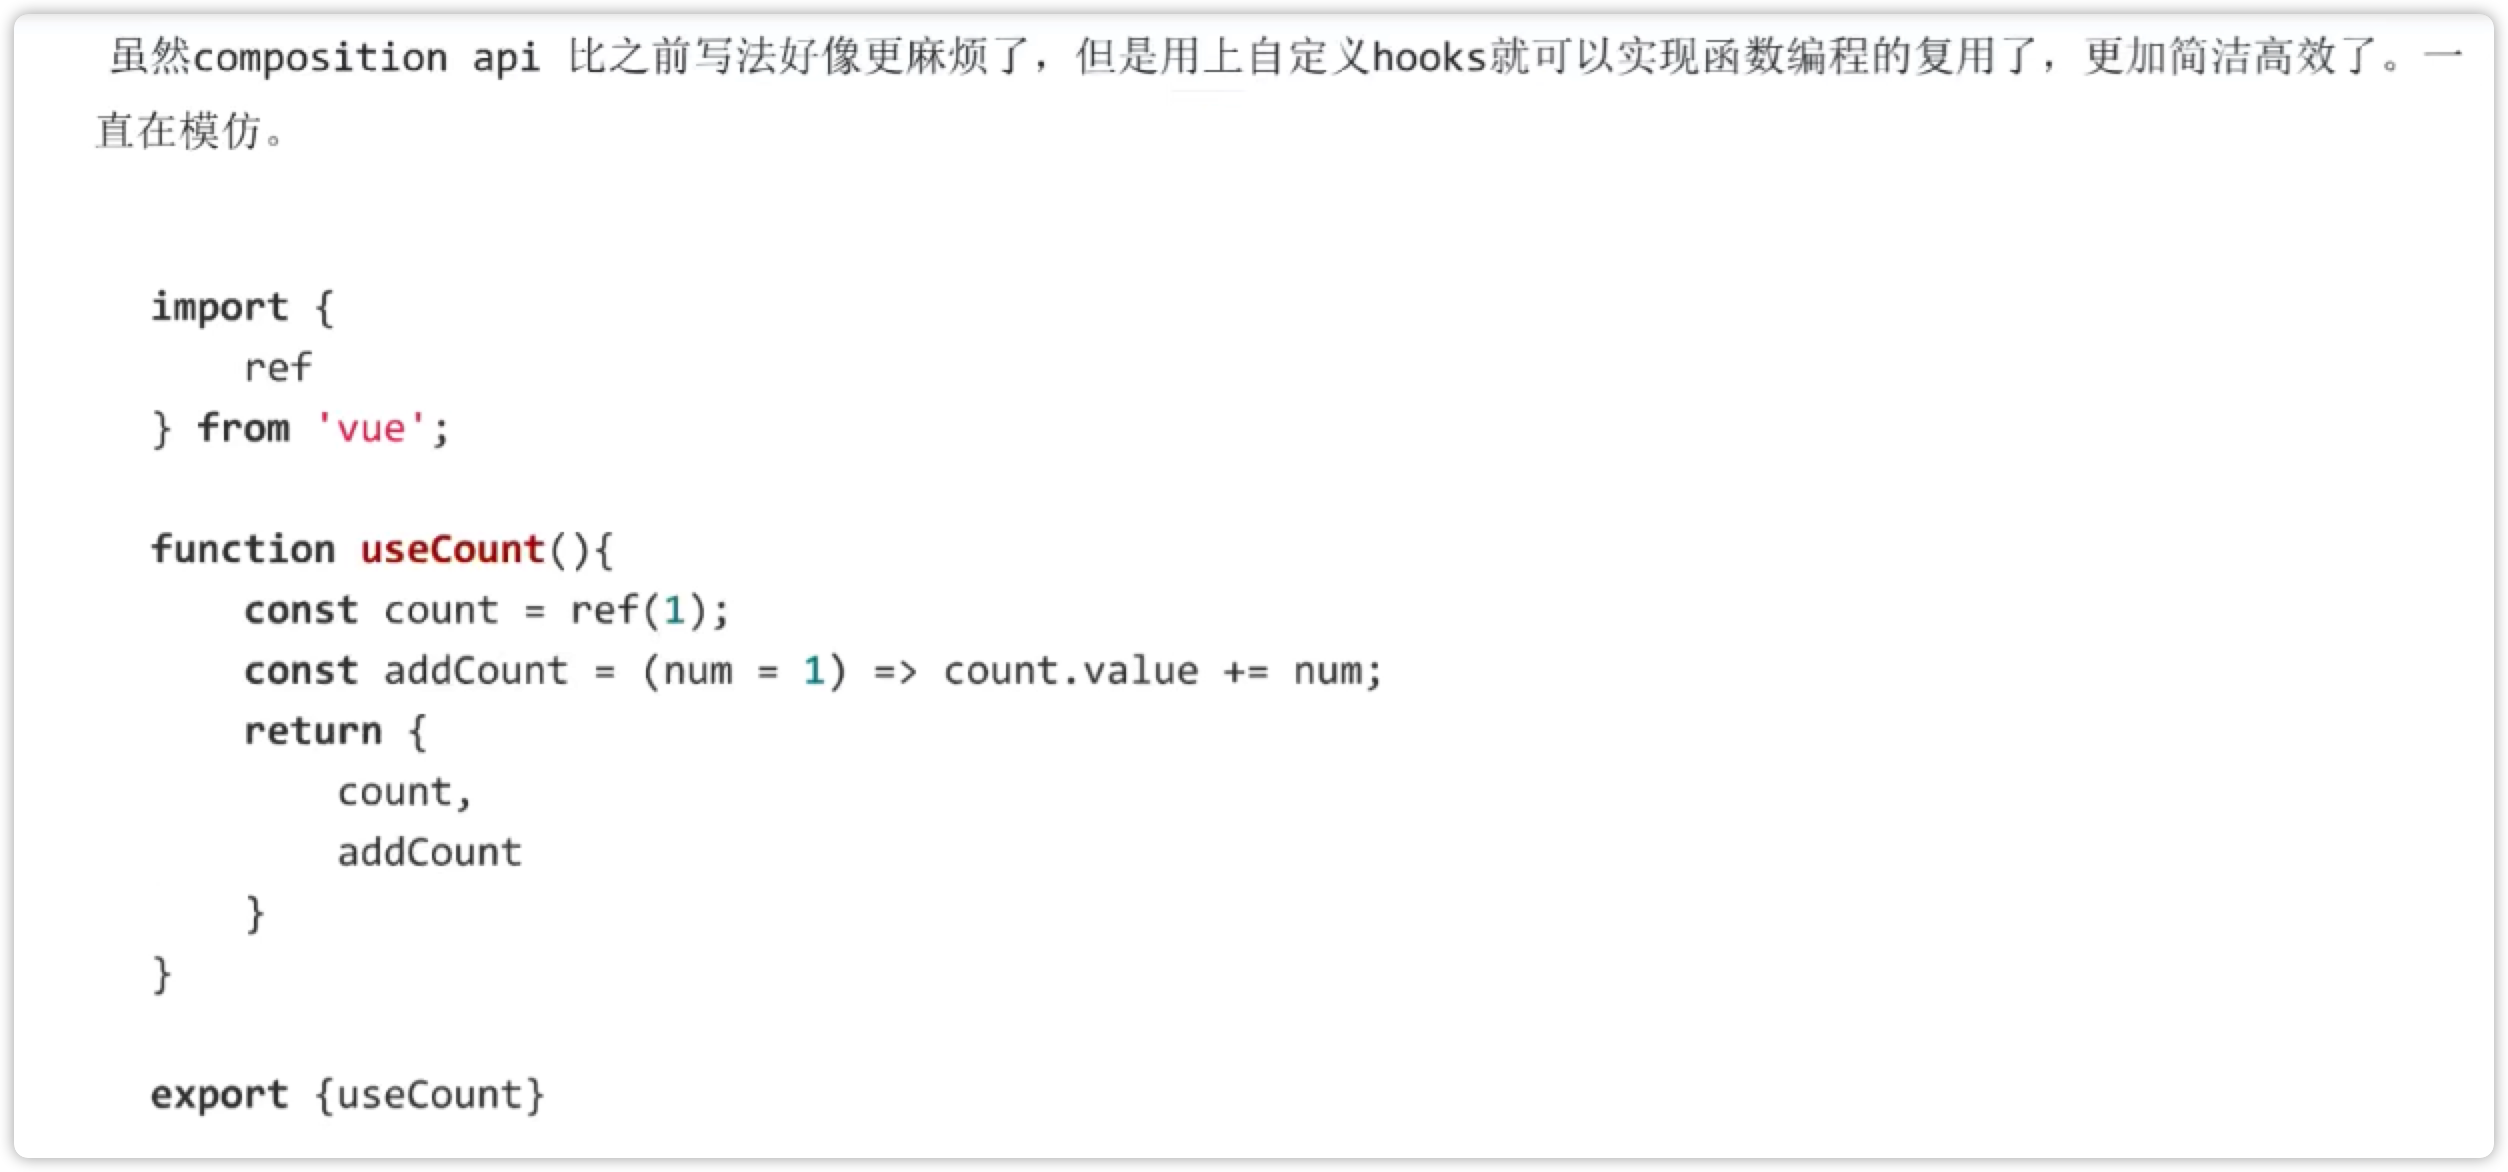 虽然composition api 比之前写法好像更麻烦了，但是用上自定义hooks就可以实现函数编程的复用了，更加简洁高效了。一
直在模仿。
import {
    ref
} from 'vue';
function useCount(){
    const count = ref(1);
    const addCount = (num = 1) => count.value += num;
    return {
        count,
        addCount
    }
}
export {useCount}